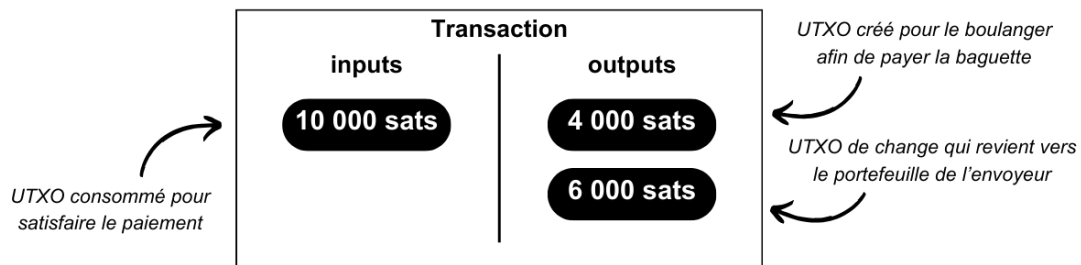 Transaction
inputs
outputs
10 000 sats
4 000 sats
6 000 sats
UTXO consommé pour
satisfaire le paiement
UTXO créé pour le boulanger
afin de payer la baguette
UTXO de change qui revient vers
le portefeuille de l'envoyeur